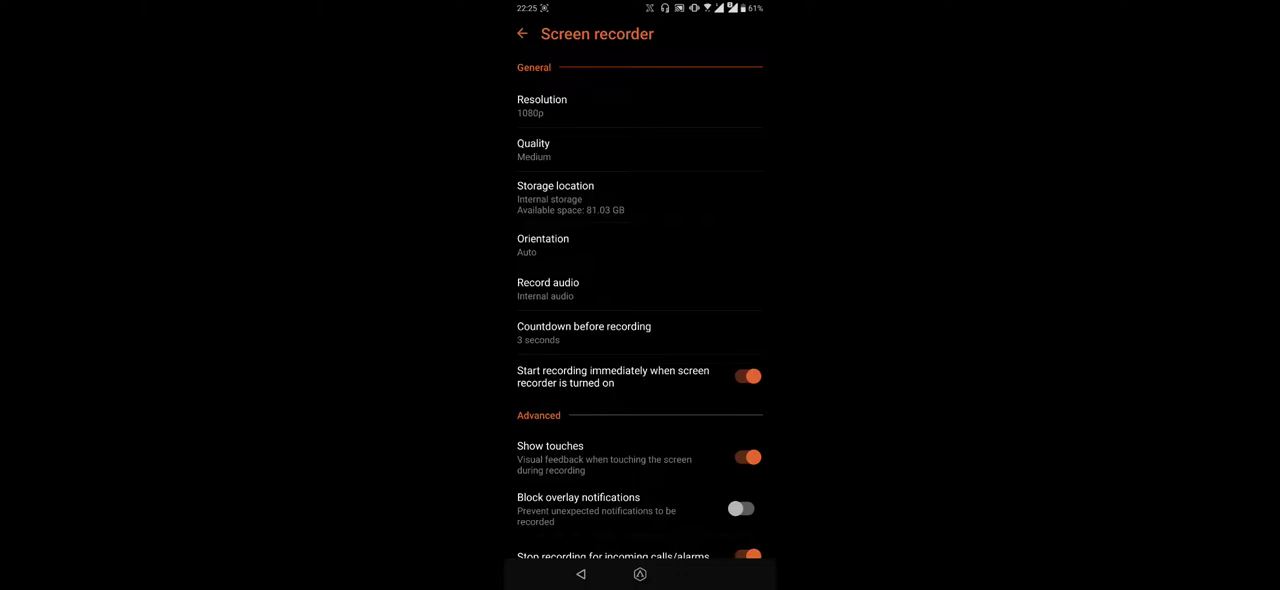 22:25
61%
Screen recorder
General
Resolution
1080p
Quality
Medium
Storage location
Internal storage
Available space: 81.03 GB
Orientation
Auto
Record audio
Internal audio
Countdown before recording
3 seconds
Start recording immediately when screen
recorder is turned on
Advanced
Show touches
Visual feedback when touching the screen
during recording
Block overlay notifications
Prevent unexpected notifications to be
recorded
Stop recording for incoming calls/alarms